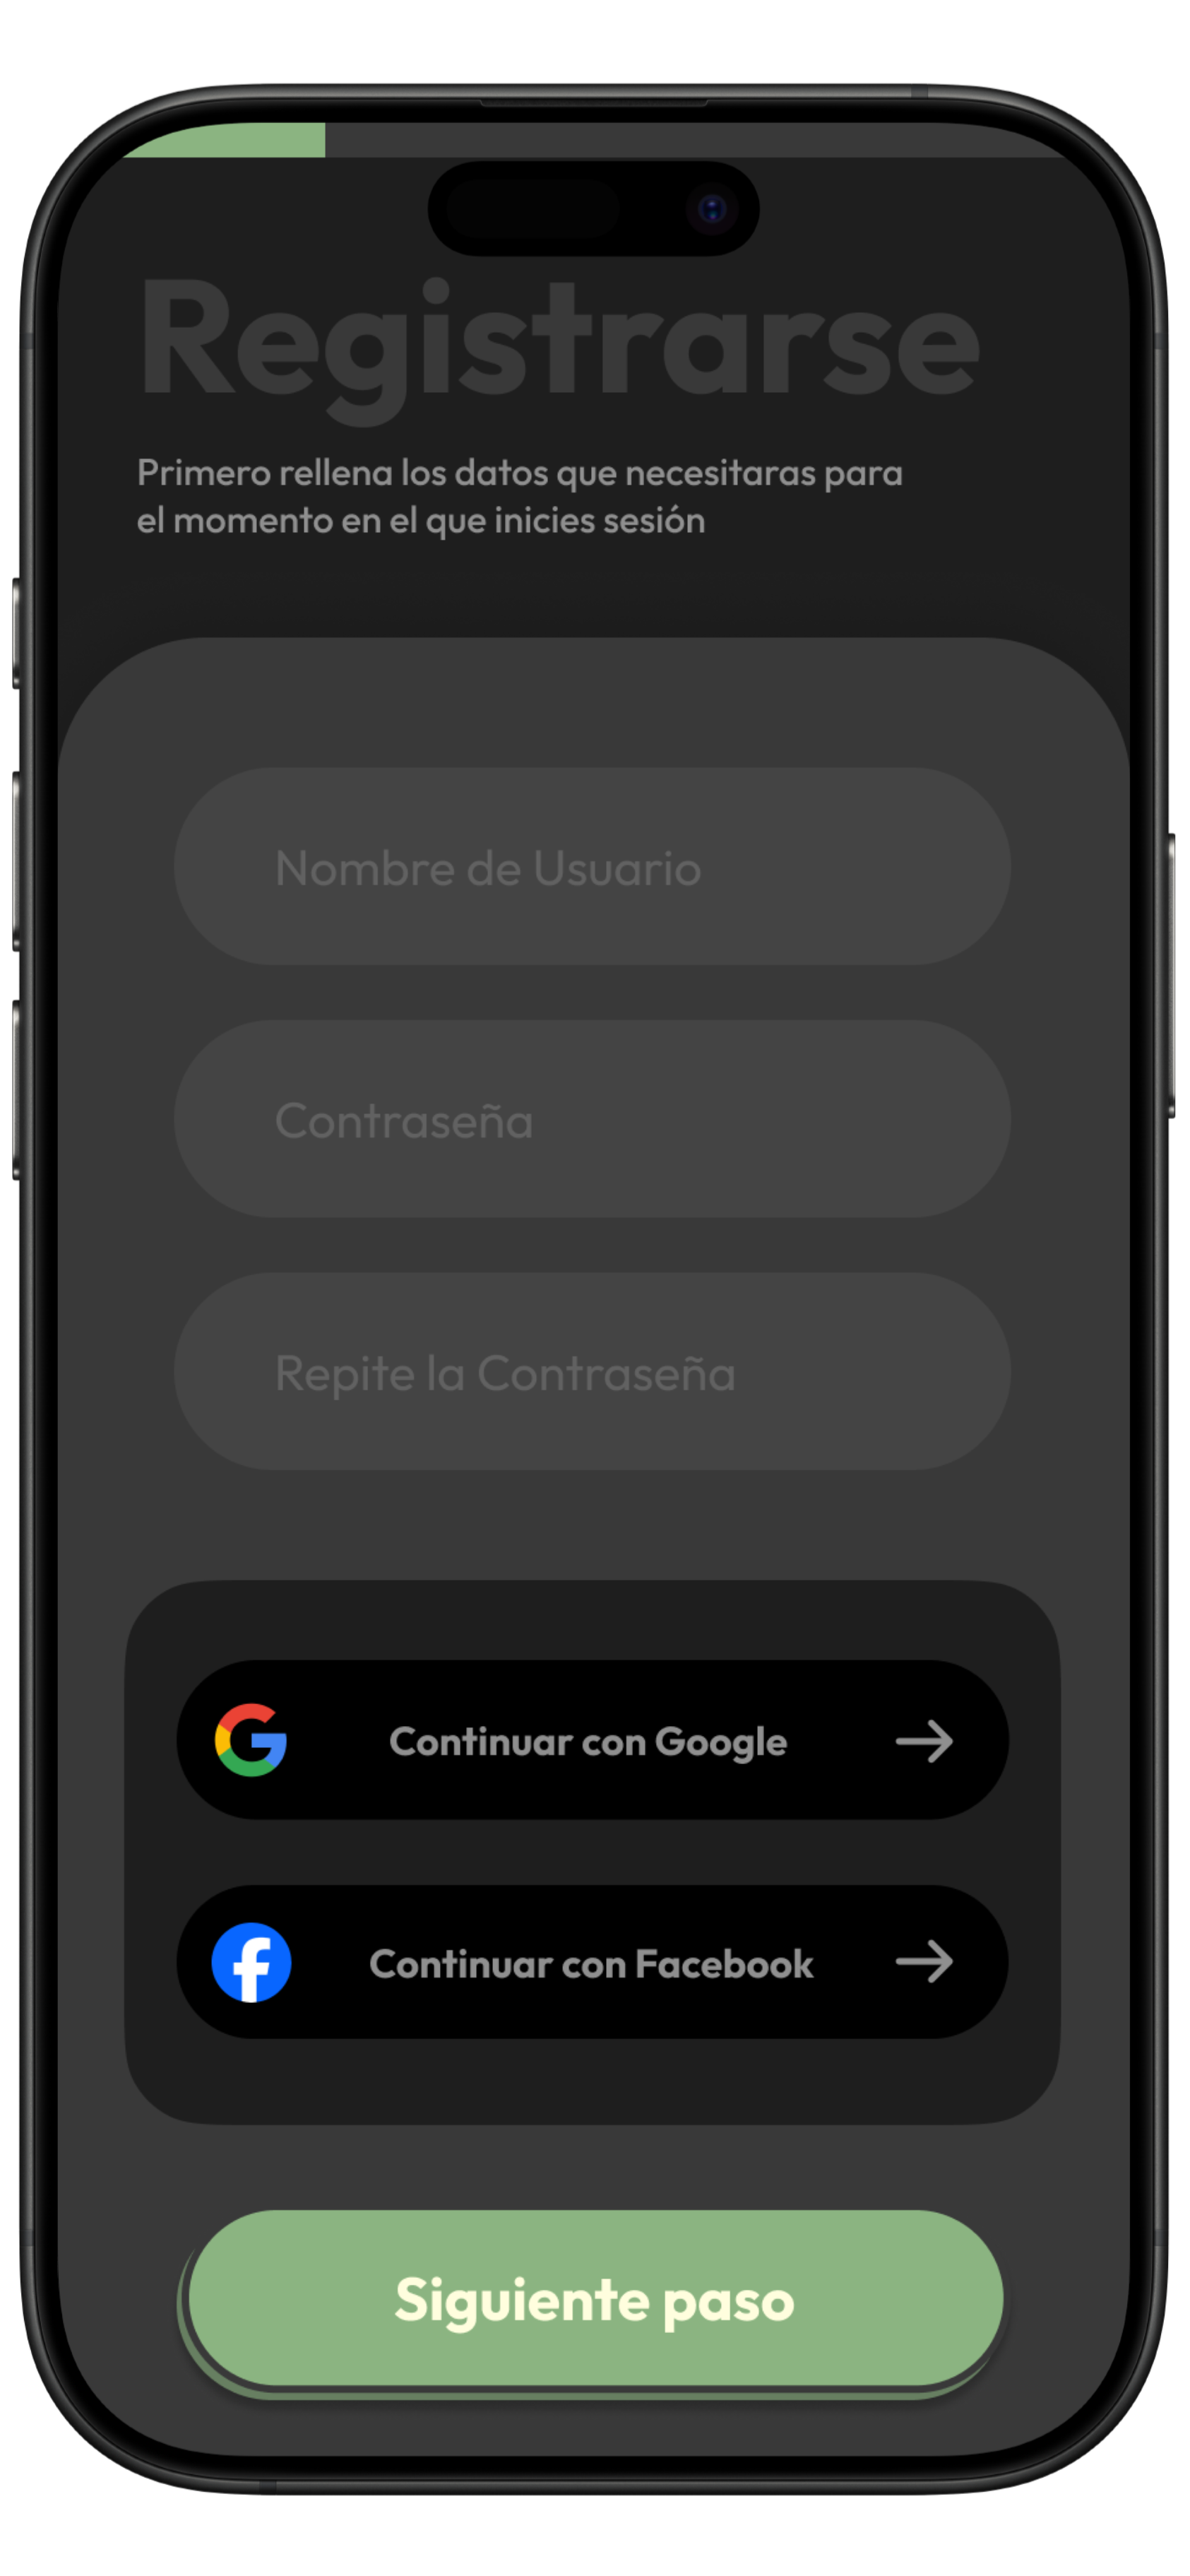 Registrarse
Primero rellena los datos que necesitaras para
el momento en el que inicies sesión
Nombre de Usuario
Contraseña
Repite la Contraseña
Continuar con Google
Continuar con Facebook
Siguiente paso